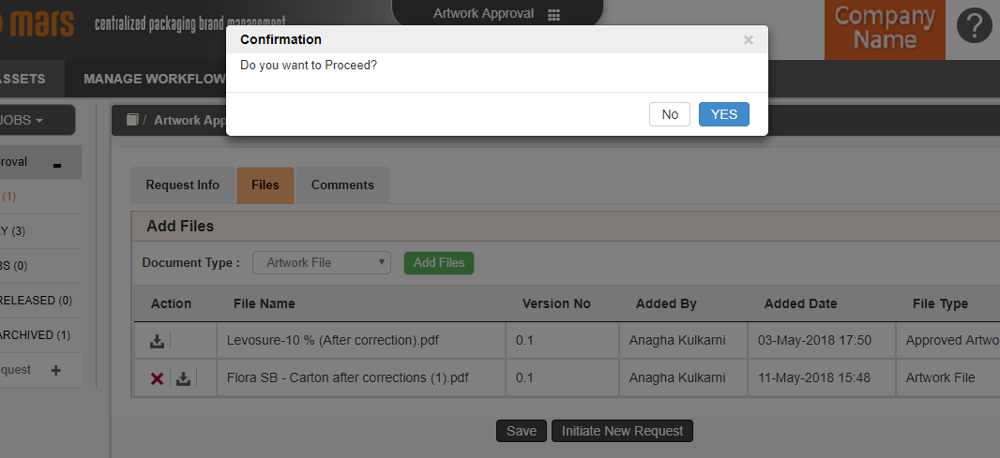 mars centralized packaging brand management
Artwork Approval
Company
Name
?
Confirmation ×
Do you want to Proceed?
No YES
ASSETS MANAGE WORKFLOW
JOBS
/ Artwork App
roval
(1)
Y (3)
BS (0)
RELEASED (0)
ARCHIVED (1)
quest +
Request Info Files Comments
Add Files
Document Type : Artwork File Add Files
Action File Name Version No Added By Added Date File Type
Levosure-10 % (After correction).pdf 0.1 Anagha Kulkarni 03-May-2018 17:50 Approved Artwo
Flora SB - Carton after corrections (1).pdf 0.1 Anagha Kulkarni 11-May-2018 15:48 Artwork File
Save Initiate New Request